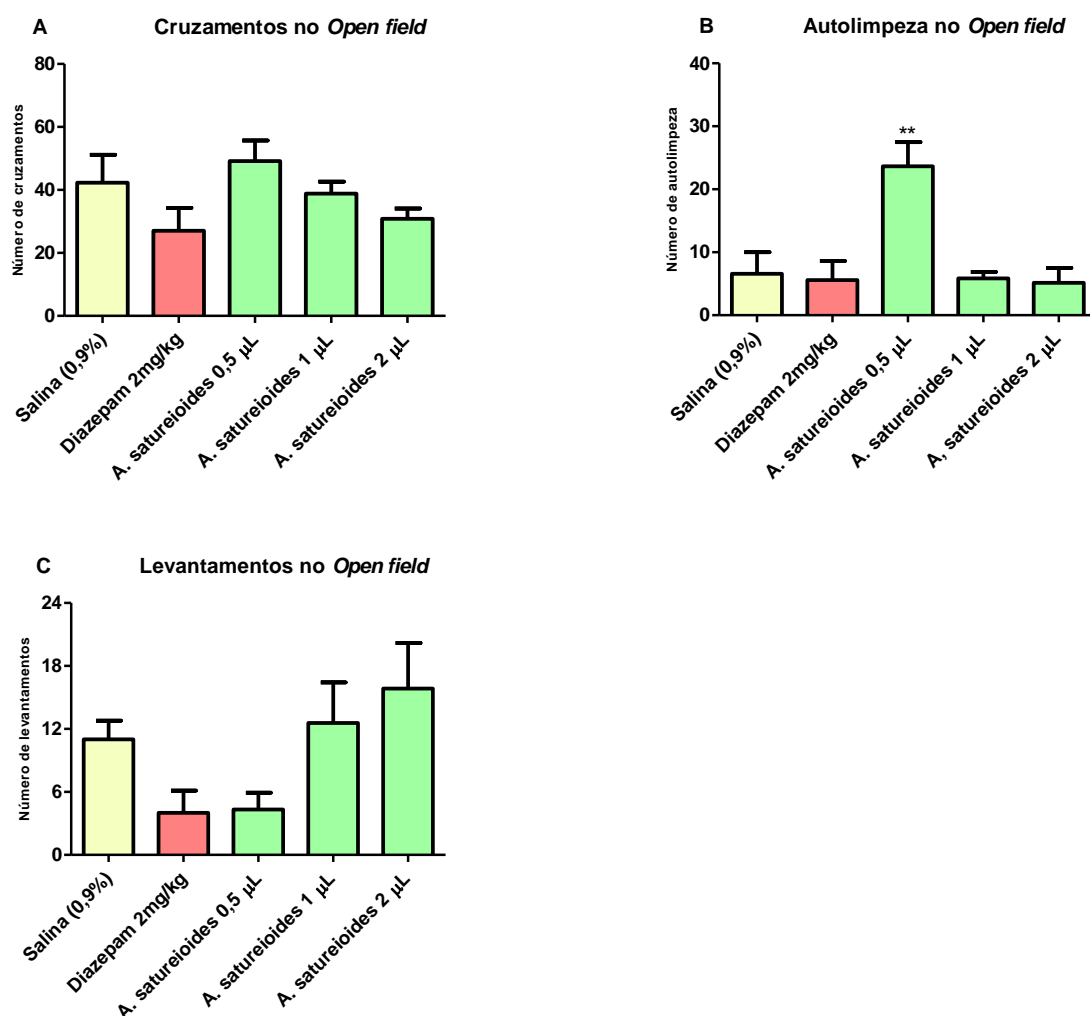 A Cruzamentos no Open field
Número de cruzamentos
80
60
40
20
0
Salina (0,9%)
Diazepam 2mg/kg
A. satureioides 0,5 µL
A. satureioides 1 µL
A. satureioides 2 µL
B Autolimpeza no Open field
Número de autolimpeza
40
30
20
10
0
**
Salina (0,9%)
Diazepam 2mg/kg
A. satureioides 0,5 µL
A. satureioides 1 µL
A, satureioides 2 µL
C Levantamentos no Open field
Número de levantamentos
24
18
12
6
0
Salina (0,9%)
Diazepam 2mg/kg
A. satureioides 0,5 µL
A. satureioides 1 µL
A. satureioides 2 µL